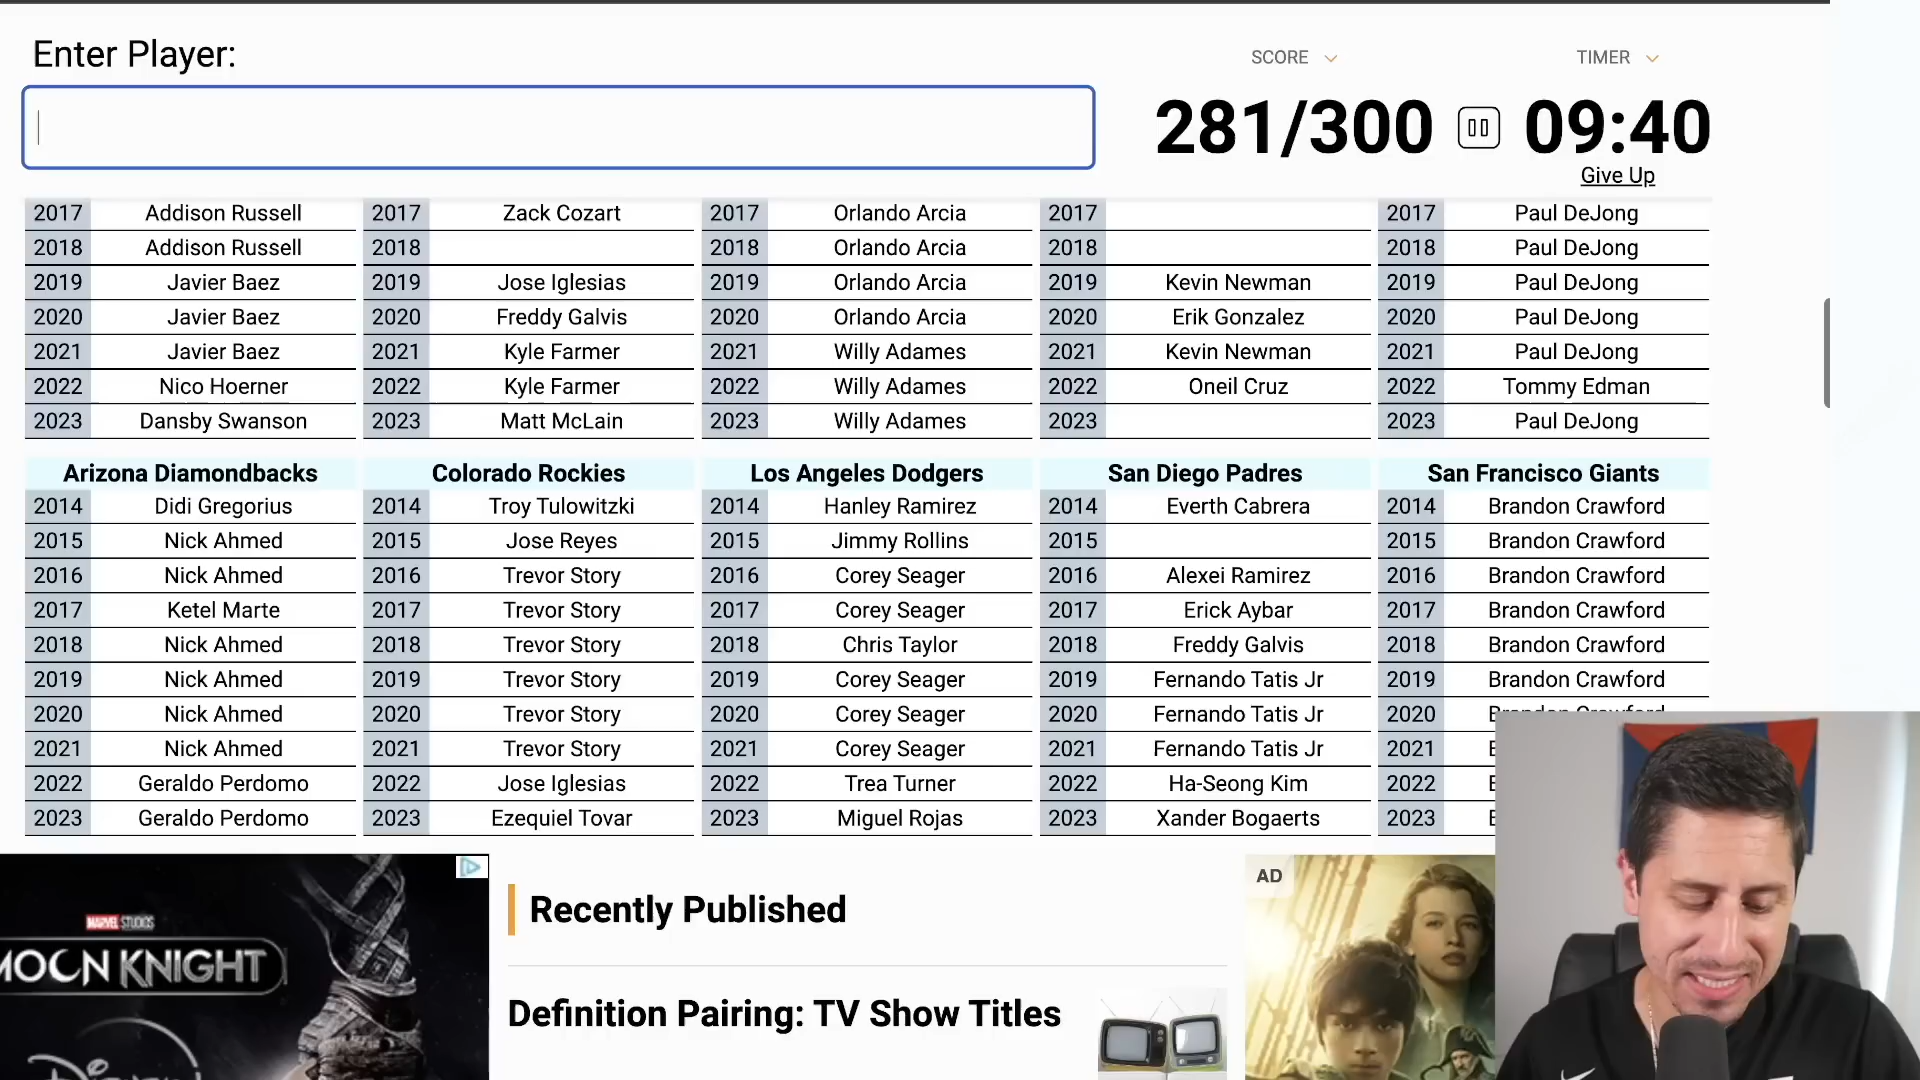 Enter Player:
SCORE
TIMER
281/300
09:40
Give Up
2017 Addison Russell 2017 Zack Cozart 2017 Orlando Arcia 2017 2017 Paul DeJong
2018 Addison Russell 2018 2018 Orlando Arcia 2018 2018 Paul DeJong
2019 Javier Baez 2019 Jose Iglesias 2019 Orlando Arcia 2019 Kevin Newman 2019 Paul DeJong
2020 Javier Baez 2020 Freddy Galvis 2020 Orlando Arcia 2020 Erik Gonzalez 2020 Paul DeJong
2021 Javier Baez 2021 Kyle Farmer 2021 Willy Adames 2021 Kevin Newman 2021 Paul DeJong
2022 Nico Hoerner 2022 Kyle Farmer 2022 Willy Adames 2022 Oneil Cruz 2022 Tommy Edman
2023 Dansby Swanson 2023 Matt McLain 2023 Willy Adames 2023 2023 Paul DeJong
Arizona Diamondbacks Colorado Rockies Los Angeles Dodgers San Diego Padres San Francisco Giants
2014 Didi Gregorius 2014 Troy Tulowitzki 2014 Hanley Ramirez 2014 Everth Cabrera 2014 Brandon Crawford
2015 Nick Ahmed 2015 Jose Reyes 2015 Jimmy Rollins 2015 2015 Brandon Crawford
2016 Nick Ahmed 2016 Trevor Story 2016 Corey Seager 2016 Alexei Ramirez 2016 Brandon Crawford
2017 Ketel Marte 2017 Trevor Story 2017 Corey Seager 2017 Erick Aybar 2017 Brandon Crawford
2018 Nick Ahmed 2018 Trevor Story 2018 Chris Taylor 2018 Freddy Galvis 2018 Brandon Crawford
2019 Nick Ahmed 2019 Trevor Story 2019 Corey Seager 2019 Fernando Tatis Jr 2019 Brandon Crawford
2020 Nick Ahmed 2020 Trevor Story 2020 Corey Seager 2020 Fernando Tatis Jr 2020 Brandon Crawford
2021 Nick Ahmed 2021 Trevor Story 2021 Corey Seager 2021 Fernando Tatis Jr 2021
2022 Geraldo Perdomo 2022 Jose Iglesias 2022 Trea Turner 2022 Ha-Seong Kim 2022
2023 Geraldo Perdomo 2023 Ezequiel Tovar 2023 Miguel Rojas 2023 Xander Bogaerts 2023
MARVEL STUDIOS
MOON KNIGHT
Disney
Recently Published
Definition Pairing: TV Show Titles
AD